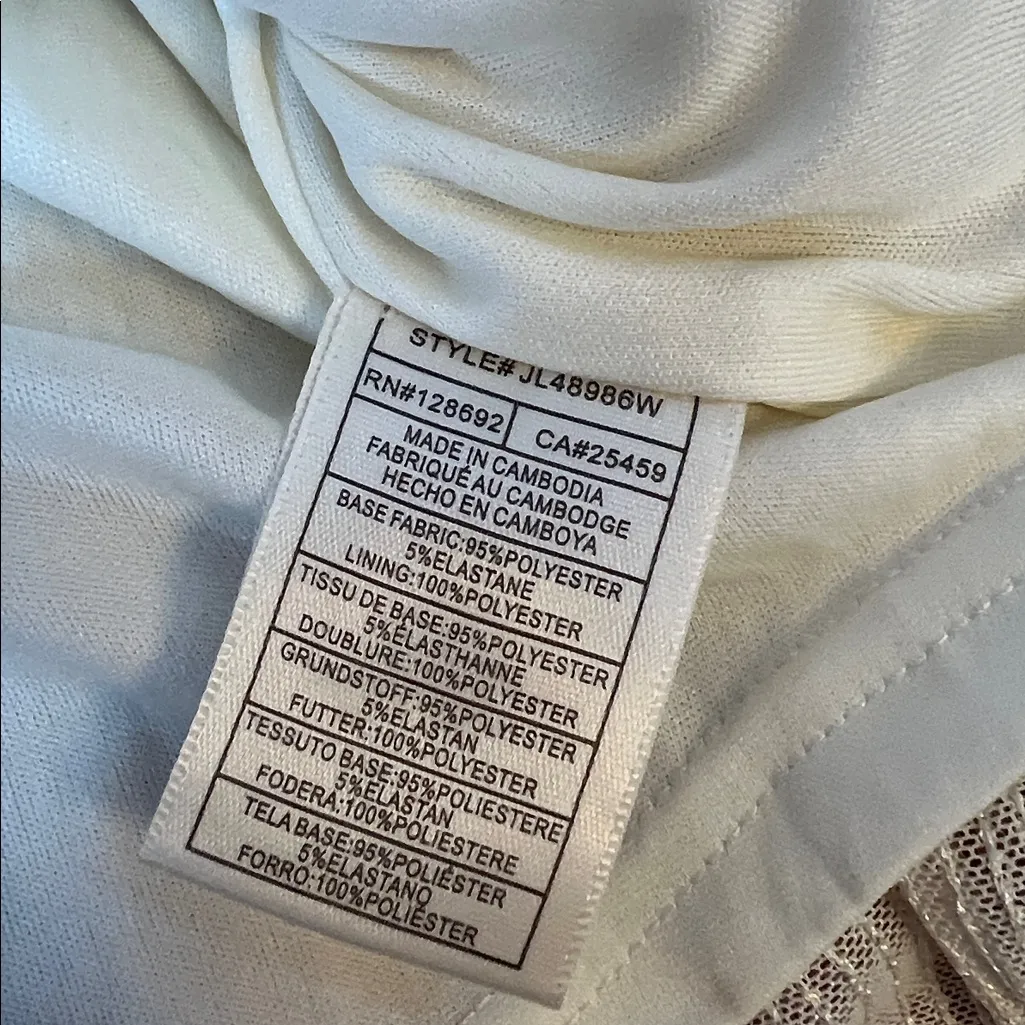 STYLE# JL48986W
RN#128692 CA#25459
MADE IN CAMBODIA
FABRIQUÉ AU CAMBODGE
HECHO EN CAMBOYA
BASE FABRIC:95%POLYESTER
5%ELASTANE
LINING:100%POLYESTER
TISSU DE BASE:95%POLYESTER
5%ÉLASTHANNE
DOUBLURE:100%POLYESTER
GRUNDSTOFF:95%POLYESTER
5%ELASTAN
FUTTER:100%POLYESTER
TESSUTO BASE:95%POLIESTERE
5%ELASTAN
FODERA:100%POLIESTERE
TELA BASE:95%POLIÉSTER
5%ELASTANO
FORRO:100%POLIÉSTER